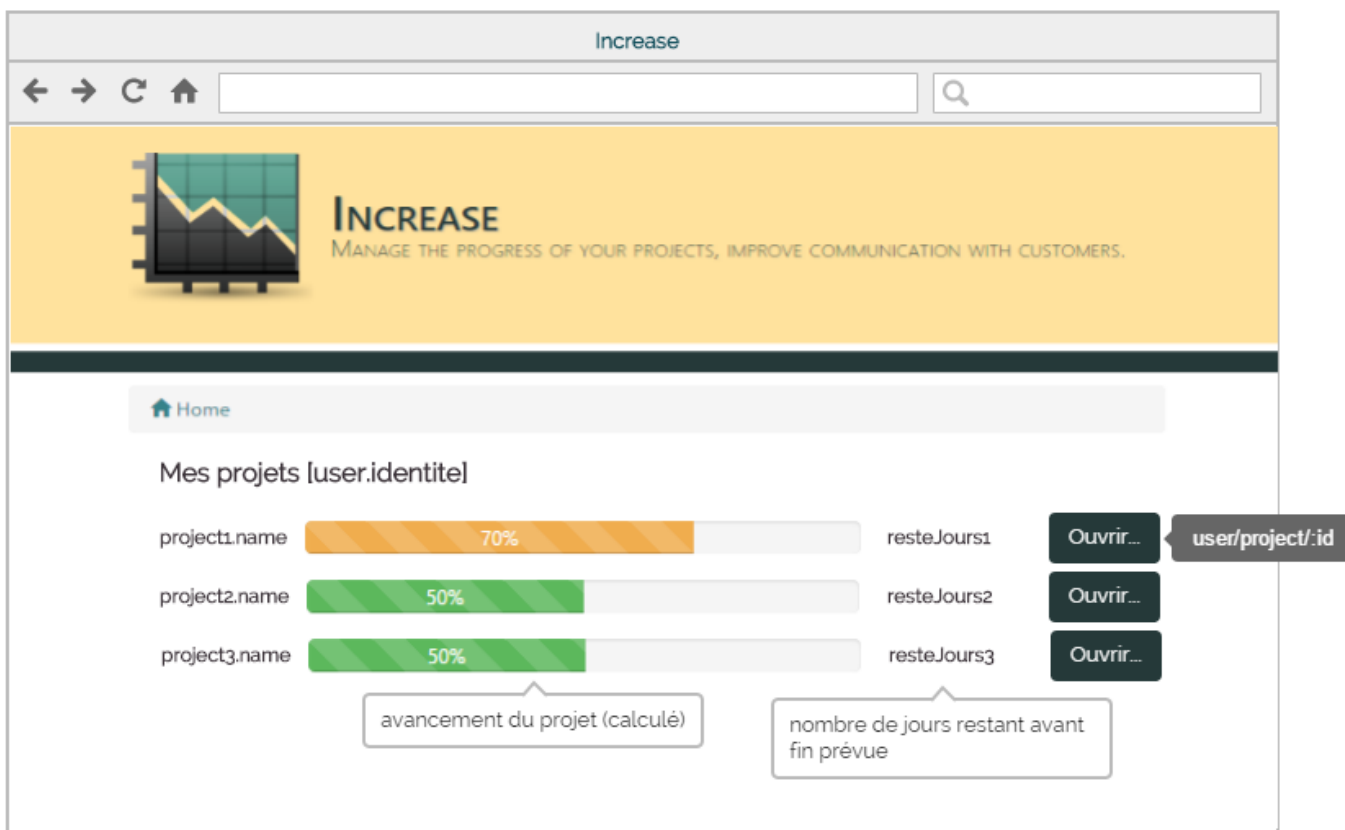 Increase
INCREASE
MANAGE THE PROGRESS OF YOUR PROJECTS, IMPROVE COMMUNICATION WITH CUSTOMERS.
Home
Mes projets [user.identite]
project1.name 70% resteJours1 Ouvrir... user/project/:id
project2.name 50% resteJours2 Ouvrir...
project3.name 50% resteJours3 Ouvrir...
avancement du projet (calculé)
nombre de jours restant avant
fin prévue